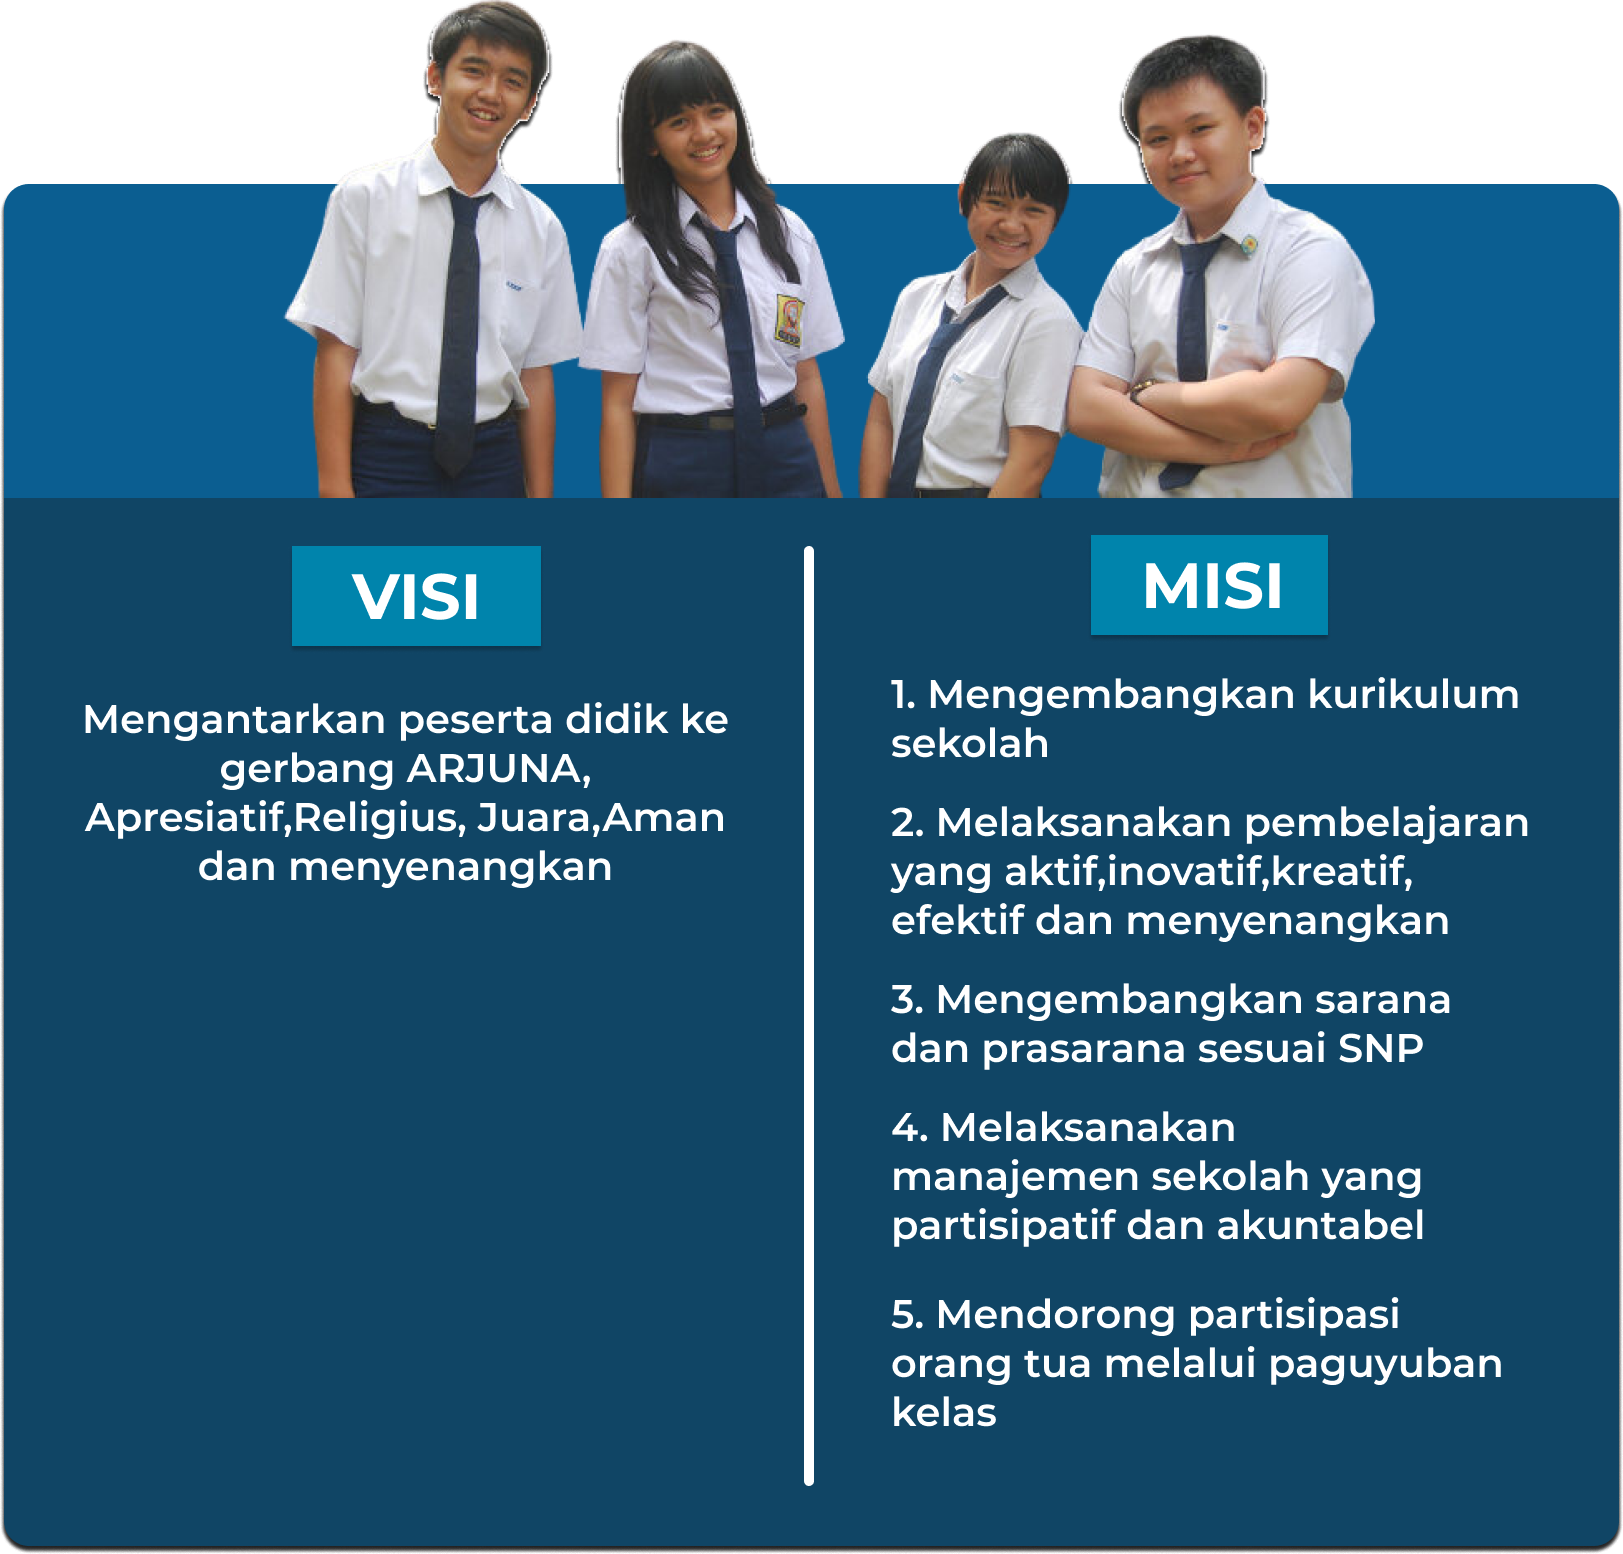 VISI
Mengantarkan peserta didik ke
gerbang ARJUNA,
Apresiatif,Religius, Juara,Aman
dan menyenangkan
MISI
1. Mengembangkan kurikulum
sekolah
2. Melaksanakan pembelajaran
yang aktif,inovatif,kreatif,
efektif dan menyenangkan
3. Mengembangkan sarana
dan prasarana sesuai SNP
4. Melaksanakan
manajemen sekolah yang
partisipatif dan akuntabel
5. Mendorong partisipasi
orang tua melalui paguyuban
kelas